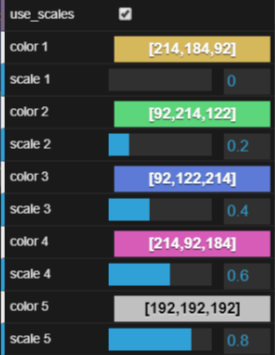 use_scales
color 1 [214,184,92]
scale 1 0
color 2 [92,214,122]
scale 2 0.2
color 3 [92,122,214]
scale 3 0.4
color 4 [214,92,184]
scale 4 0.6
color 5 [192,192,192]
scale 5 0.8